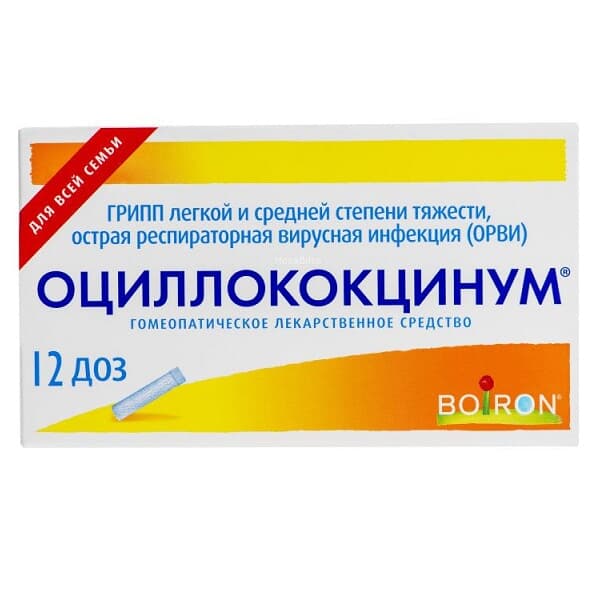 ДЛЯ ВСЕЙ СЕМЬИ
ГРИПП легкой и средней степени тяжести,
острая респираторная вирусная инфекция (ОРВИ)
ОЦИЛЛОКОКЦИНУМ®
ГОМЕОПАТИЧЕСКОЕ ЛЕКАРСТВЕННОЕ СРЕДСТВО
12 ДОЗ
BOIRON®